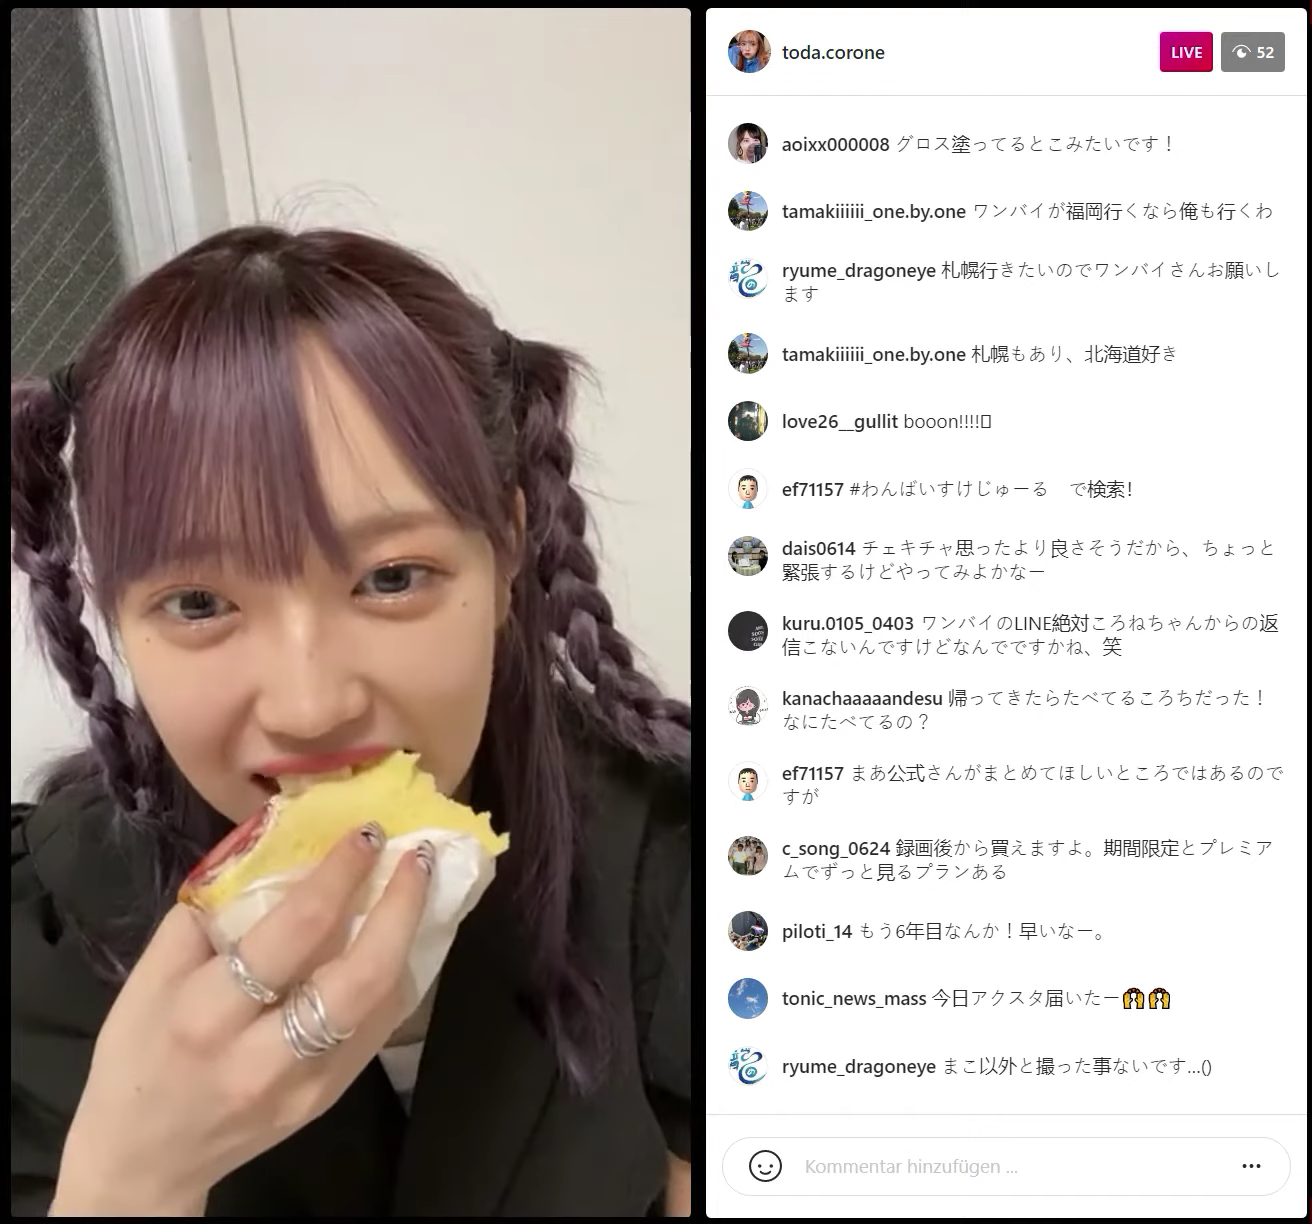 toda.corone
LIVE
52
aoixx000008 グロス塗ってるとこみたいです！
tamakiiiiii_one.by.one ワンバイが福岡行くなら俺も行くわ
ryume_dragoneye 札幌行きたいのでワンバイさんお願いし
ます
tamakiiiiii_one.by.one 札幌もあり、北海道好き
love26__gullit booon!!!!▯
ef71157 #わんばいすけじゅーる　で検索！
dais0614 チェキチャ思ったより良さそうだから、ちょっと
緊張するけどやってみよかなー
kuru.0105_0403 ワンバイのLINE絶対ころねちゃんからの返
信こないんですけどなんでですかね、笑
kanachaaaaandesu 帰ってきたらたべてるころちだった！
なにたべてるの？
ef71157 まあ公式さんがまとめてほしいところではあるので
すが
c_song_0624 録画後から買えますよ。期間限定とプレミア
ムでずっと見るプランある
piloti_14 もう6年目なんか！早いなー。
tonic_news_mass 今日アクスタ届いたー🙌🙌
ryume_dragoneye まこ以外と撮った事ないです...()
Kommentar hinzufügen ...